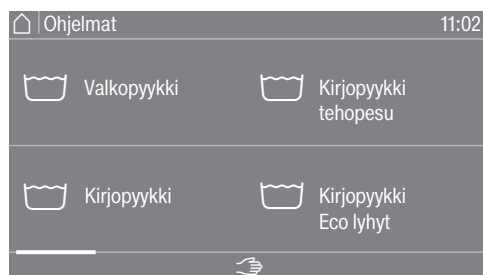 Ohjelmat 11:02
Valkopyykki
Kirjopyykki
tehopesu
Kirjopyykki
Kirjopyykki
Eco lyhyt